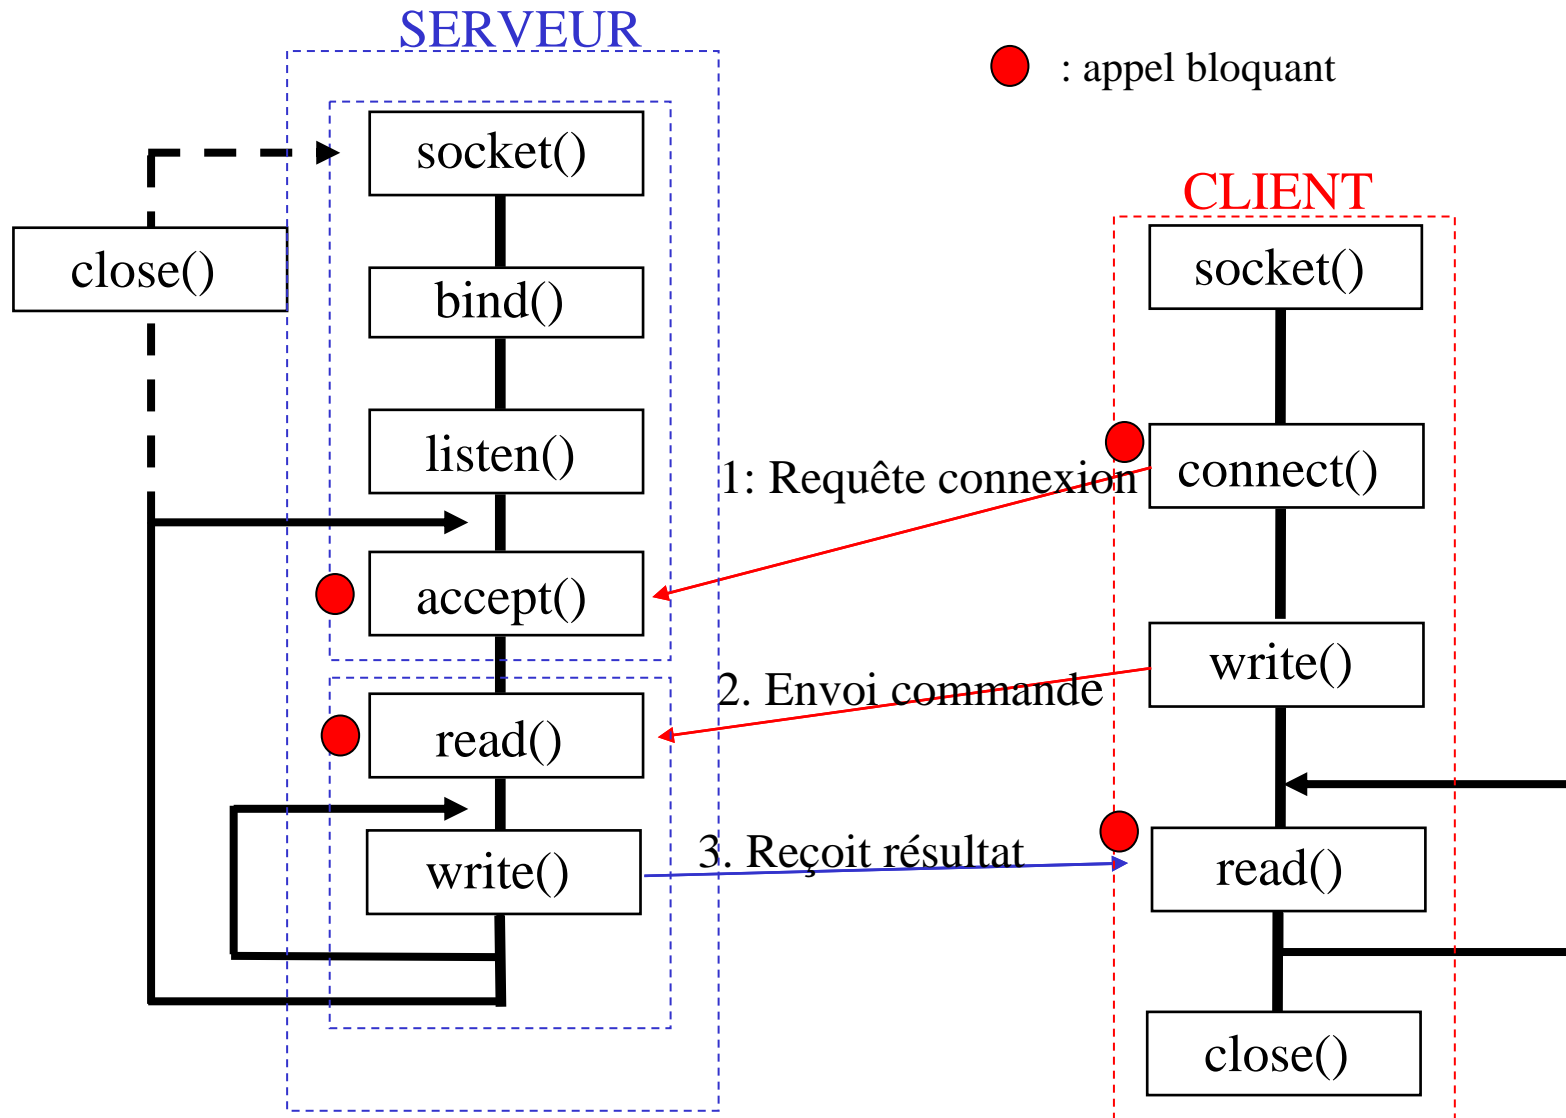 SERVEUR
: appel bloquant
socket()
CLIENT
close()
socket()
bind()
listen()
1: Requête connexion
connect()
accept()
write()
2. Envoi commande
read()
3. Reçoit résultat
write()
read()
close()